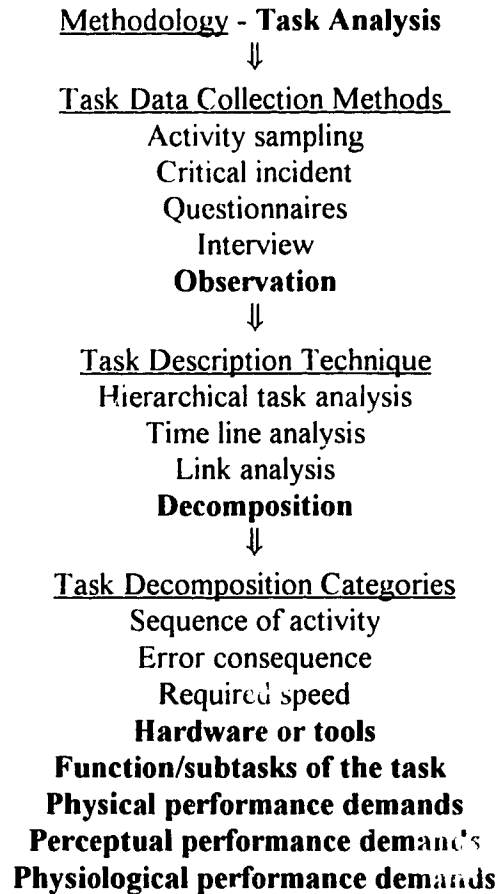 Methodology - Task Analysis
⇓
Task Data Collection Methods
Activity sampling
Critical incident
Questionnaires
Interview
Observation
⇓
Task Description Technique
Hierarchical task analysis
Time line analysis
Link analysis
Decomposition
⇓
Task Decomposition Categories
Sequence of activity
Error consequence
Required speed
Hardware or tools
Function/subtasks of the task
Physical performance demands
Perceptual performance demands
Physiological performance demands